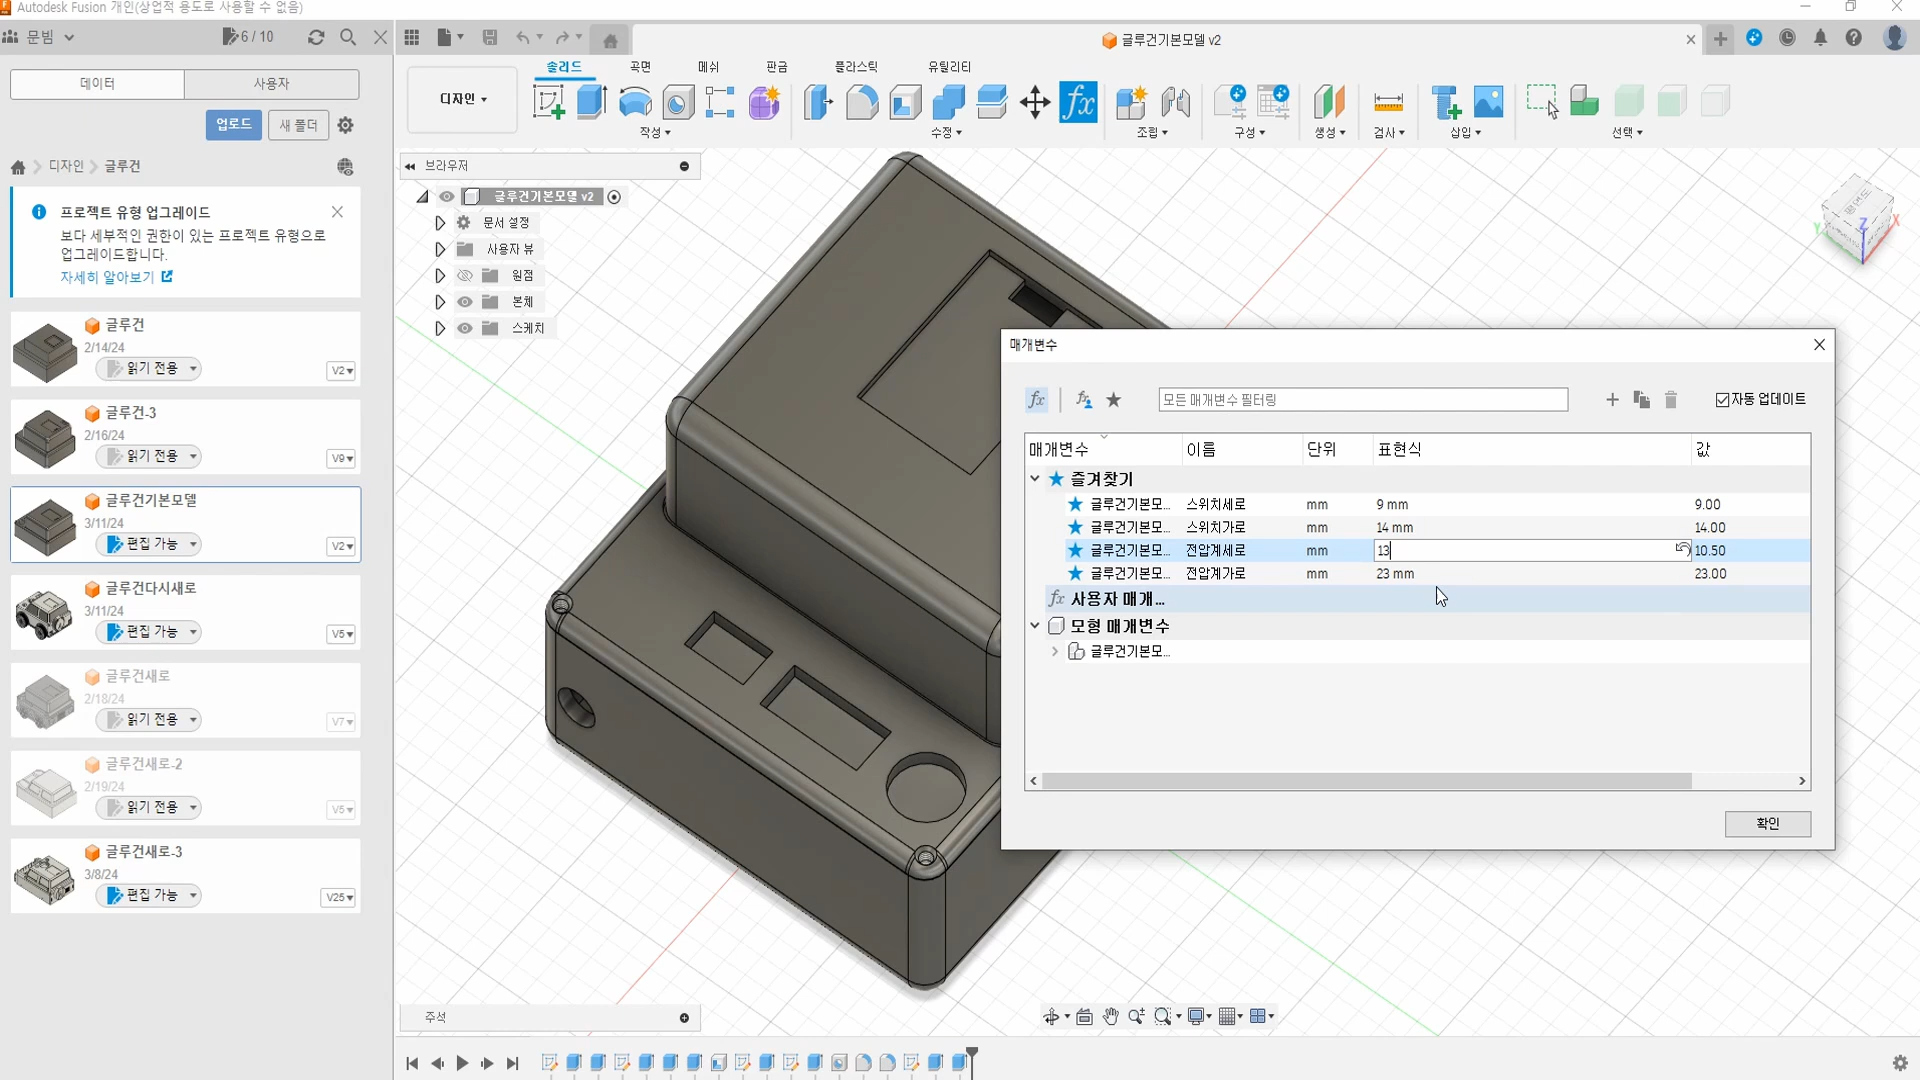 Autodesk Fusion 개인(상업적 용도로 사용할 수 없음)
문빔
6 / 10
글루건기본모델 v2
데이터
사용자
업로드
새 폴더
디자인
글루건
프로젝트 유형 업그레이드
보다 세부적인 권한이 있는 프로젝트 유형으로
업그레이드합니다.
자세히 알아보기
글루건
2/14/24
읽기 전용
V2
글루건-3
2/16/24
읽기 전용
V9
글루건기본모델
3/11/24
편집 가능
V2
글루건다시새로
3/11/24
편집 가능
V5
글루건새로
2/18/24
읽기 전용
V7
글루건새로-2
2/19/24
읽기 전용
V5
글루건새로-3
3/8/24
편집 가능
V25
디자인
솔리드
곡면
메쉬
판금
플라스틱
유틸리티
작성
수정
조립
구성
생성
검사
삽입
선택
브라우저
글루건기본모델 v2
문서 설정
사용자 뷰
원점
본체
스케치
Z
X
Y
매개변수
fx
모든 매개변수 필터링
자동 업데이트
매개변수 이름 단위 표현식 값
즐겨찾기
글루건기본모... 스위치세로 mm 9 mm 9.00
글루건기본모... 스위치가로 mm 14 mm 14.00
글루건기본모... 전압계세로 mm 13 10.50
글루건기본모... 전압계가로 mm 23 mm 23.00
fx 사용자 매개...
모형 매개변수
글루건기본모...
확인
주석